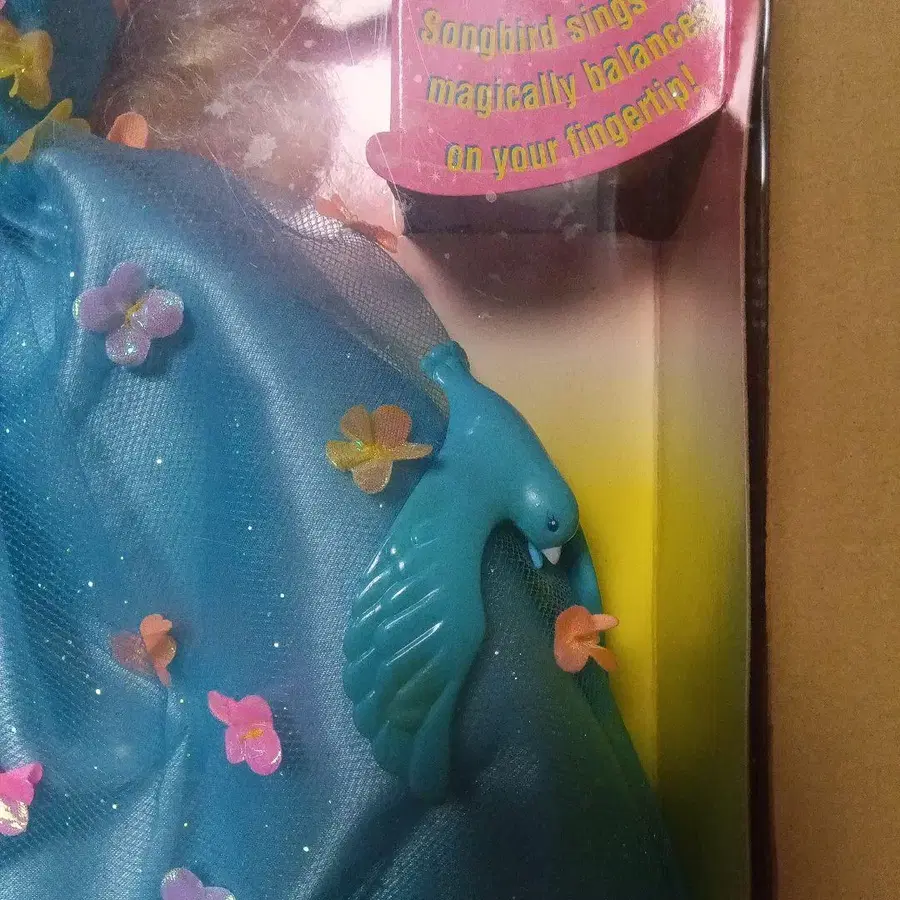 Songbird sings
magically balances
on your fingertip!